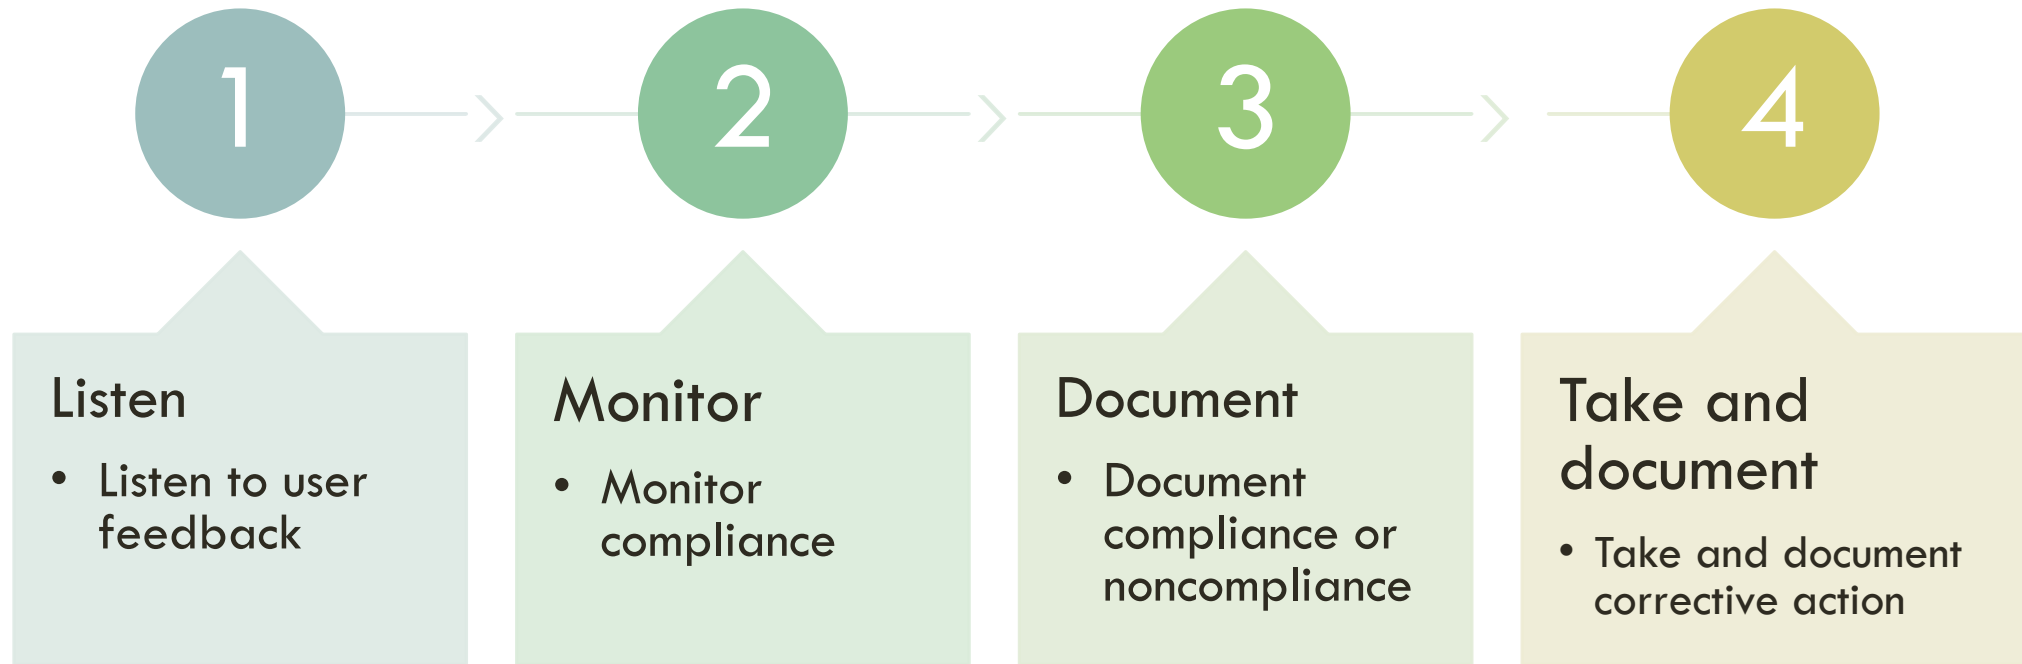 1
2
3
4
Listen
• Listen to user
feedback
Monitor
• Monitor
compliance
Document
• Document
compliance or
noncompliance
Take and
document
• Take and document
corrective action